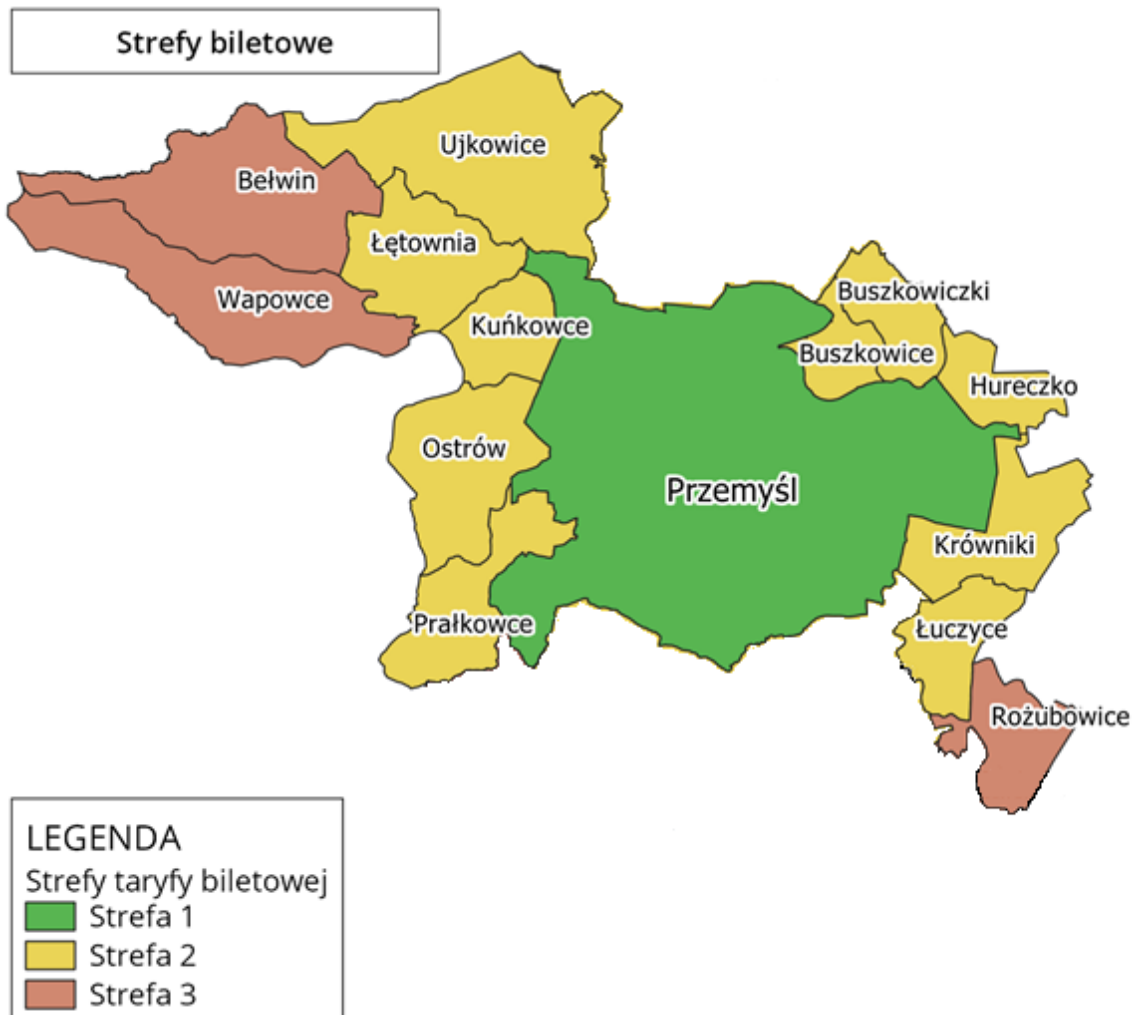 Strefy biletowe
Ujkowice
Bełwin
Łętownia
Wapowce
Buszkowiczki
Kuńkowce
Buszkowice
Hureczko
Ostrów
Przemyśl
Krówniki
Prałkowce
Łuczyce
Rożubowice
LEGENDA
Strefy taryfy biletowej
Strefa 1
Strefa 2
Strefa 3